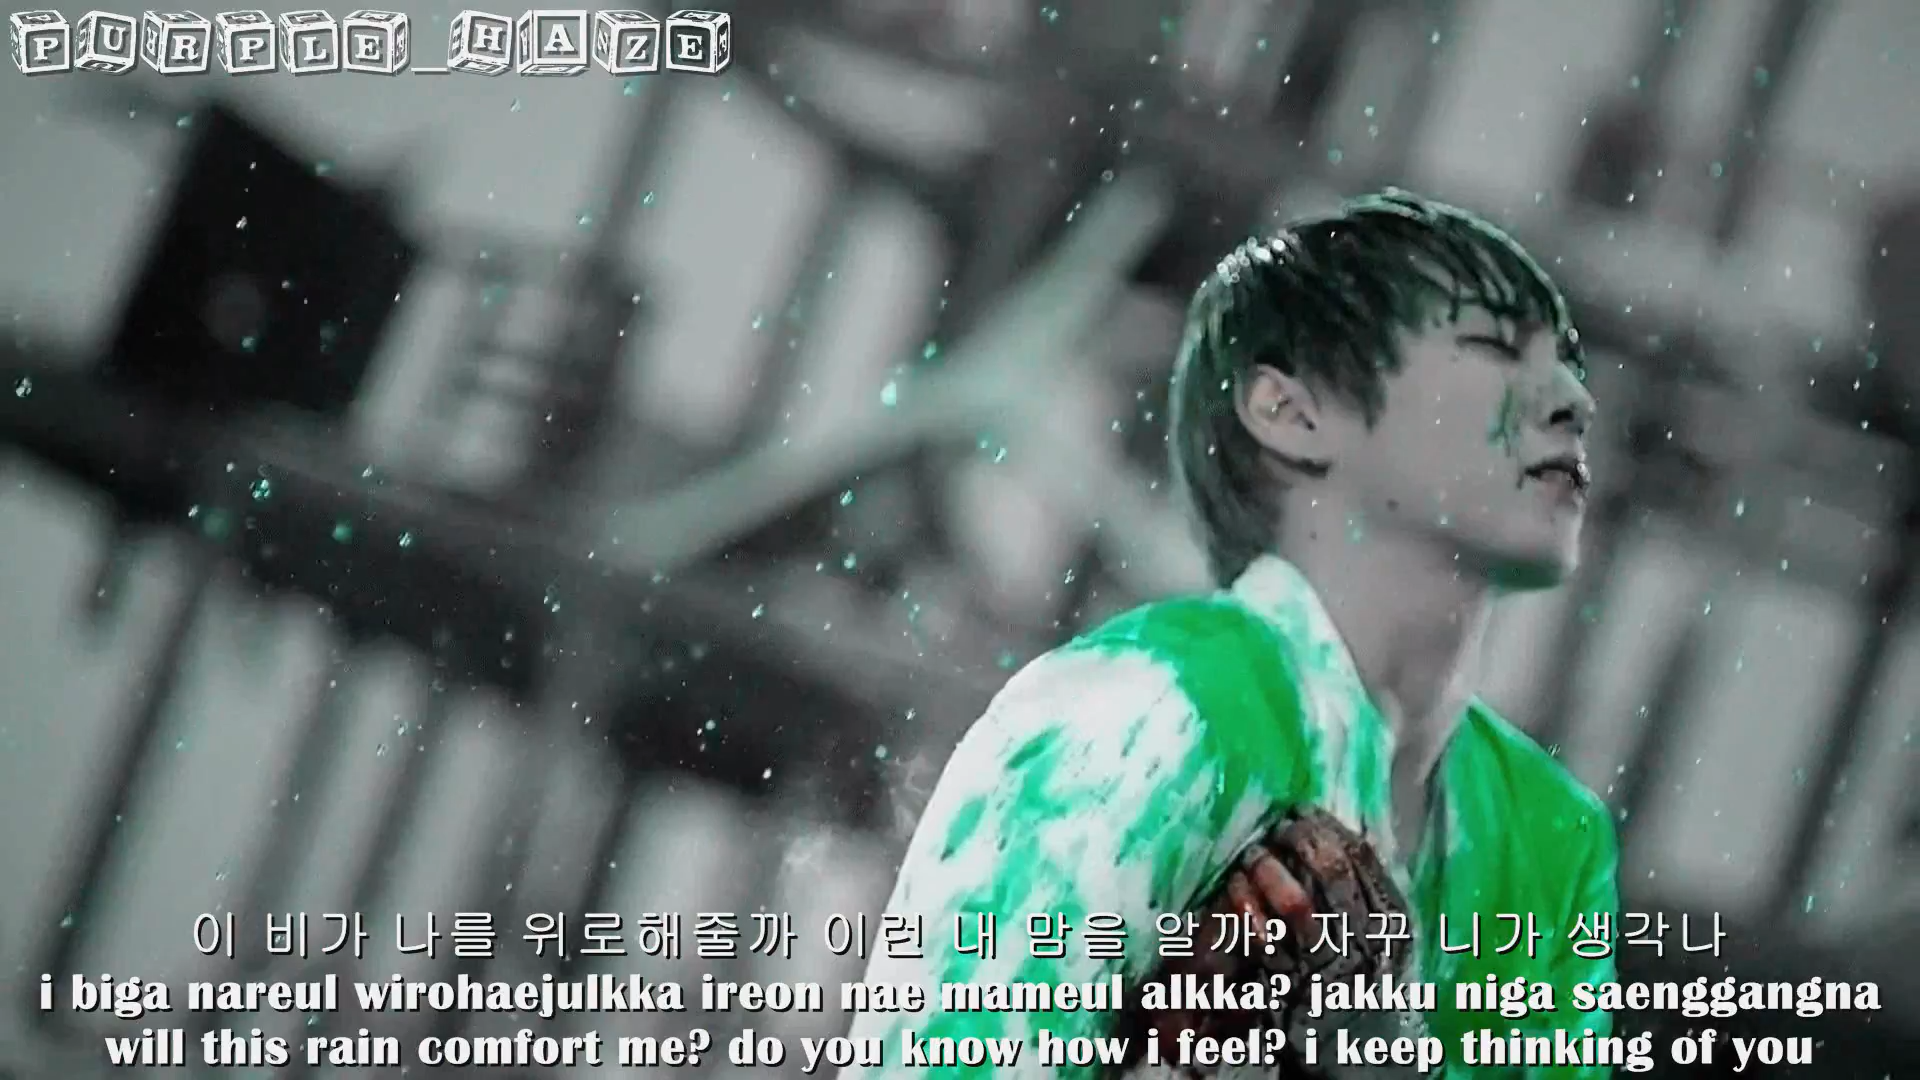 PURPLE_HAZE
이 비가 나를 위로해줄까 이런 내 맘을 알까? 자꾸 니가 생각나
i biga nareul wirohaejulkka ireon nae mameul alkka? jakku niga saenggangna
will this rain comfort me? do you know how i feel? i keep thinking of you